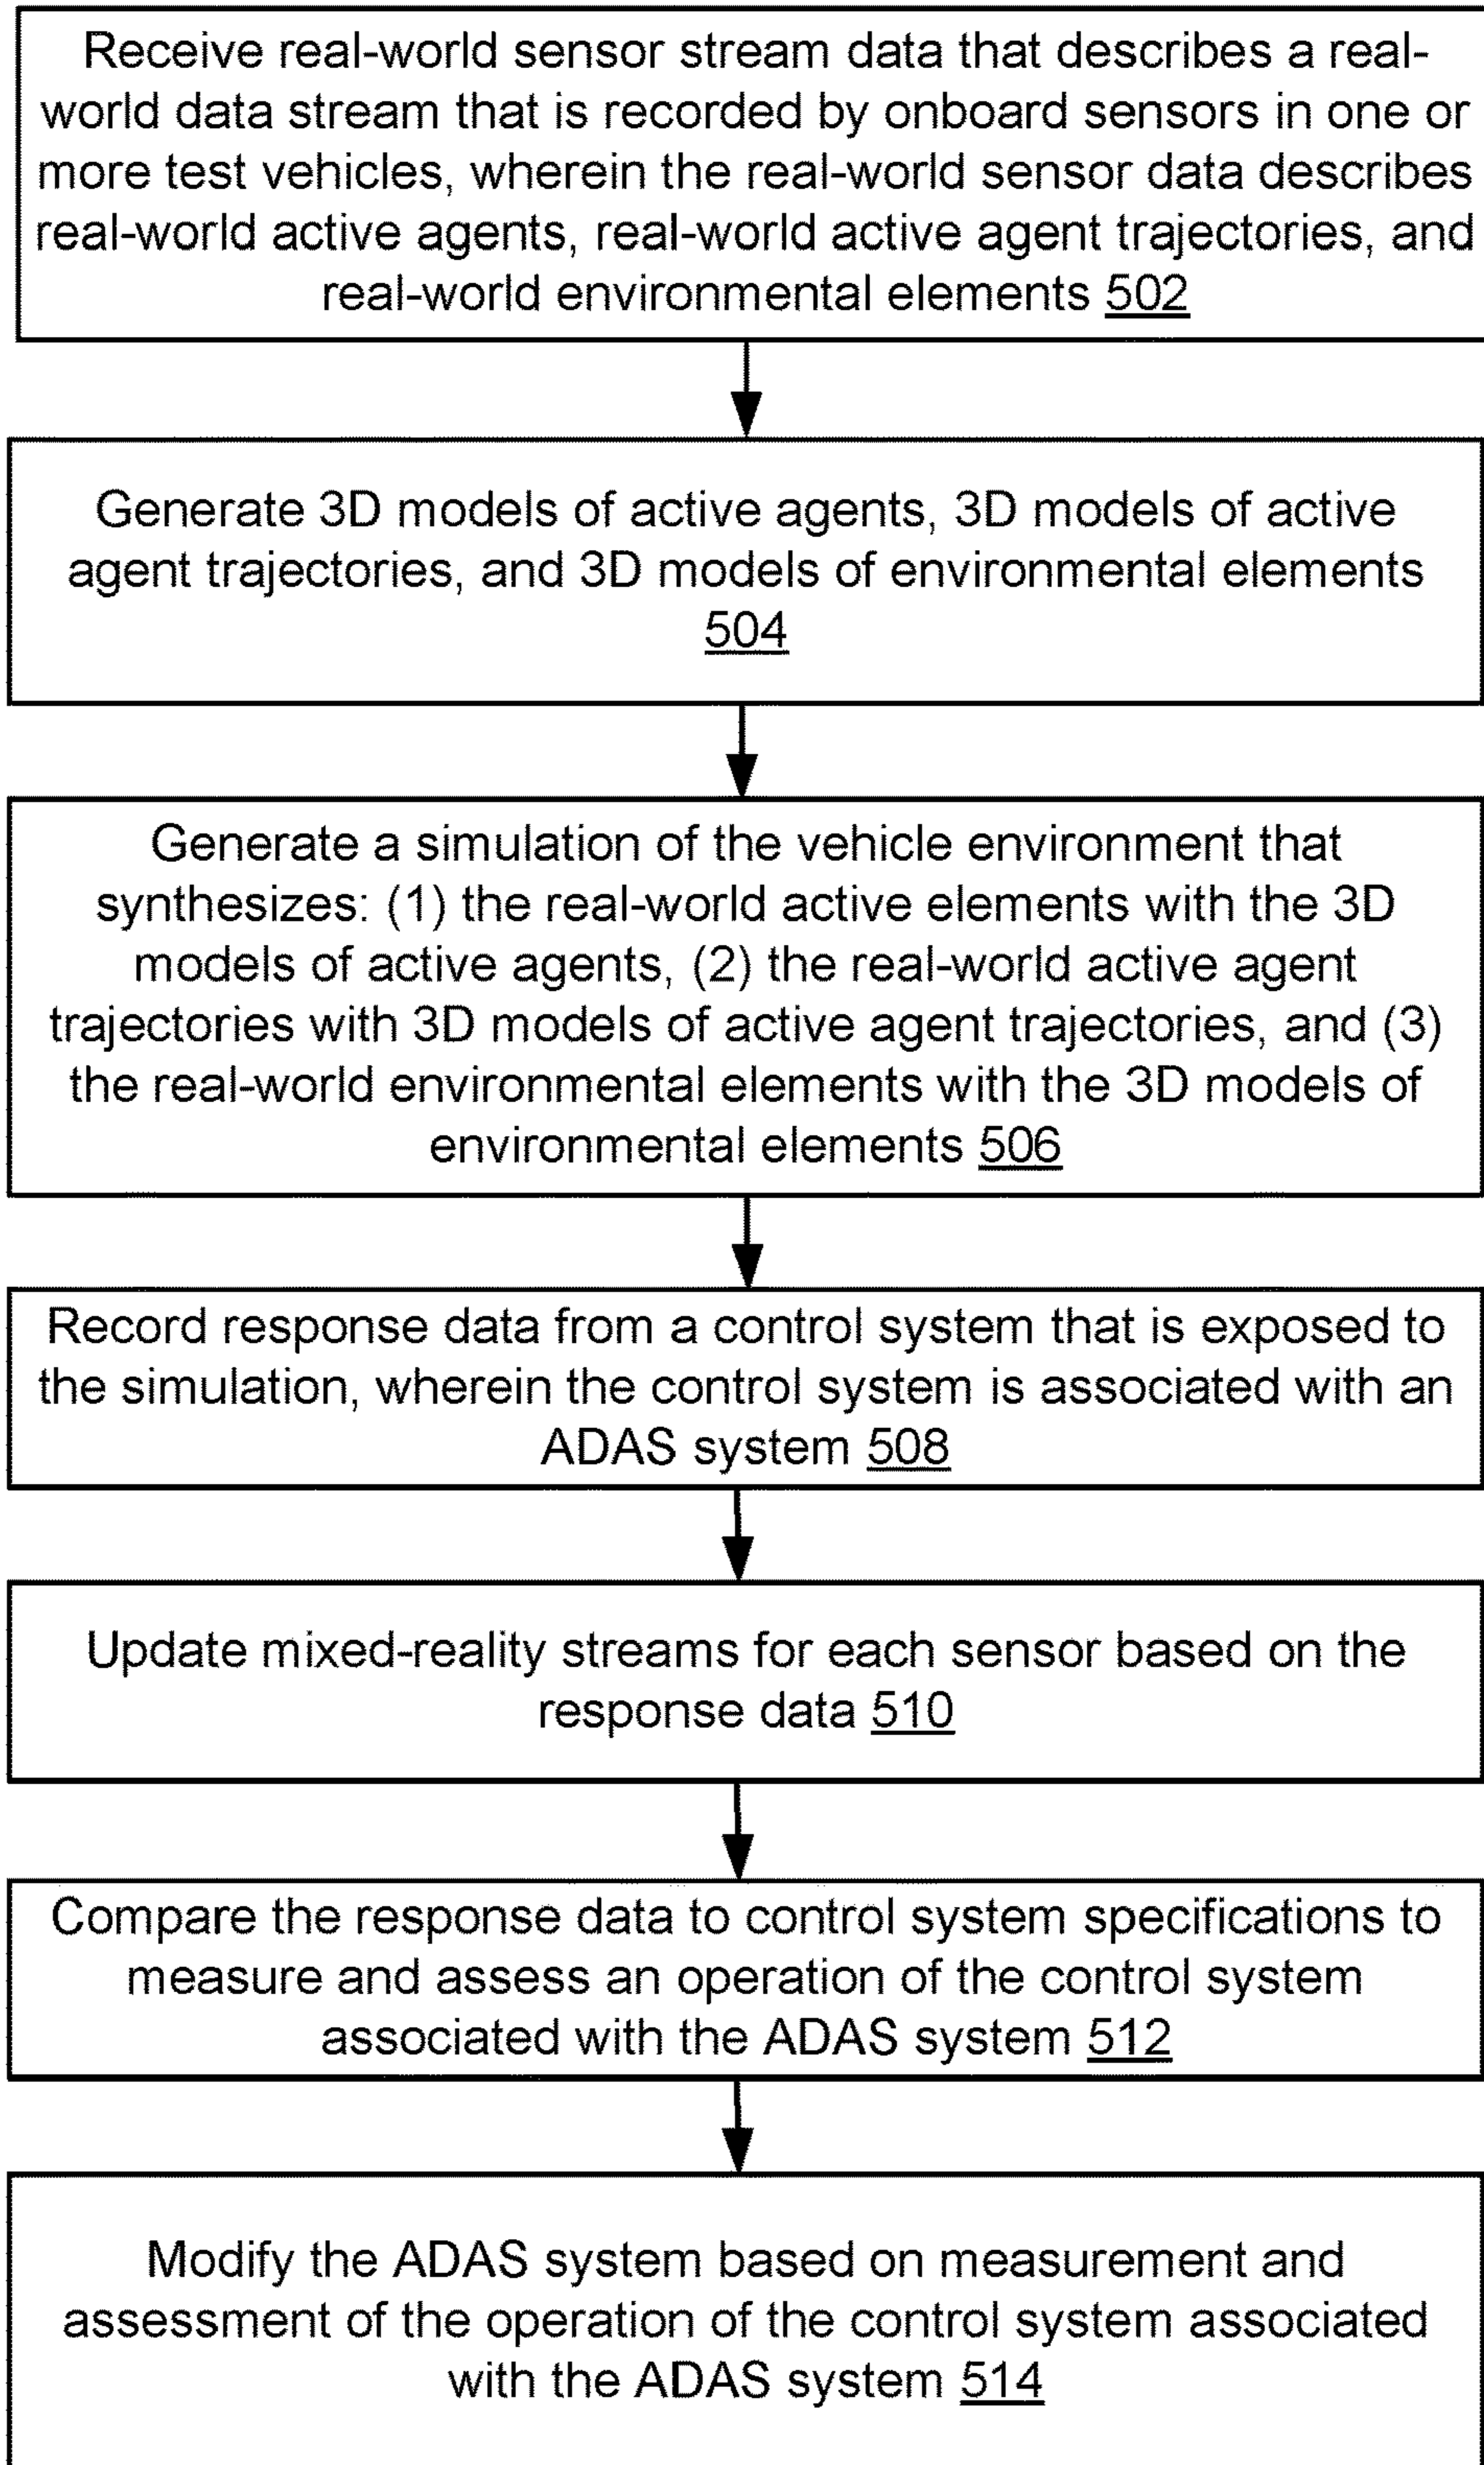 Receive real-world sensor stream data that describes a real-
world data stream that is recorded by onboard sensors in one or
more test vehicles, wherein the real-world sensor data describes
real-world active agents, real-world active agent trajectories, and
real-world environmental elements 502
Generate 3D models of active agents, 3D models of active
agent trajectories, and 3D models of environmental elements
504
Generate a simulation of the vehicle environment that
synthesizes: (1) the real-world active elements with the 3D
models of active agents, (2) the real-world active agent
trajectories with 3D models of active agent trajectories, and (3)
the real-world environmental elements with the 3D models of
environmental elements 506
Record response data from a control system that is exposed to
the simulation, wherein the control system is associated with an
ADAS system 508
Update mixed-reality streams for each sensor based on the
response data 510
Compare the response data to control system specifications to
measure and assess an operation of the control system
associated with the ADAS system 512
Modify the ADAS system based on measurement and
assessment of the operation of the control system associated
with the ADAS system 514